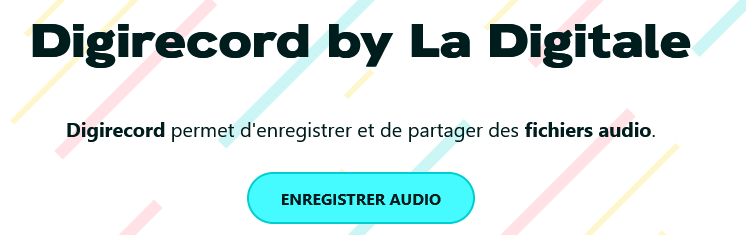 Digirecord by La Digitale
Digirecord permet d'enregistrer et de partager des fichiers audio.
ENREGISTRER AUDIO